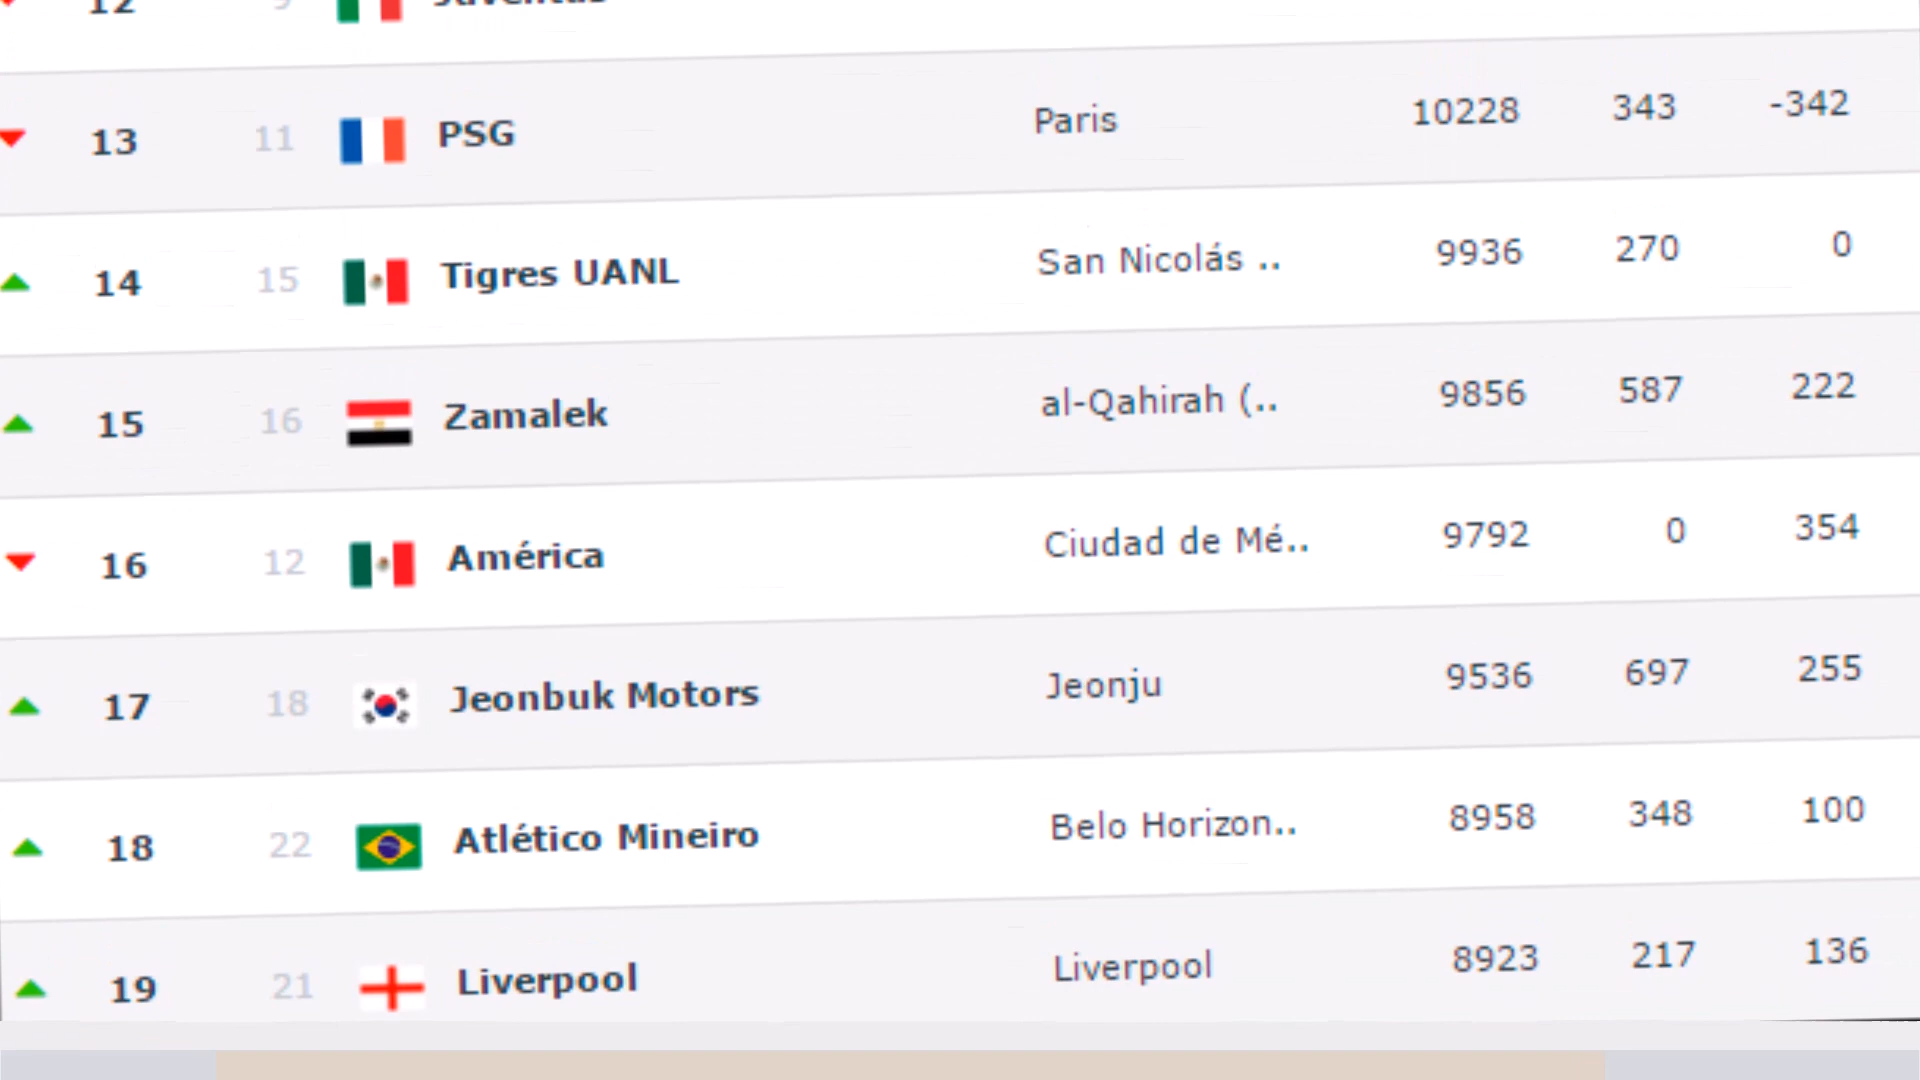 12 9 Juventus
13 11 PSG Paris 10228 343 -342
14 15 Tigres UANL San Nicolás .. 9936 270 0
15 16 Zamalek al-Qahirah (.. 9856 587 222
16 12 América Ciudad de Mé.. 9792 0 354
17 18 Jeonbuk Motors Jeonju 9536 697 255
18 22 Atlético Mineiro Belo Horizon.. 8958 348 100
19 21 Liverpool Liverpool 8923 217 136